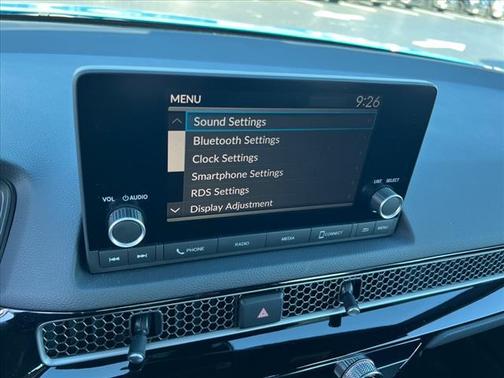 MENU 9:26
Sound Settings
Bluetooth Settings
Clock Settings
Smartphone Settings
RDS Settings
Display Adjustment
VOL AUDIO
SELECT
PHONE RADIO MEDIA CONNECT MENU